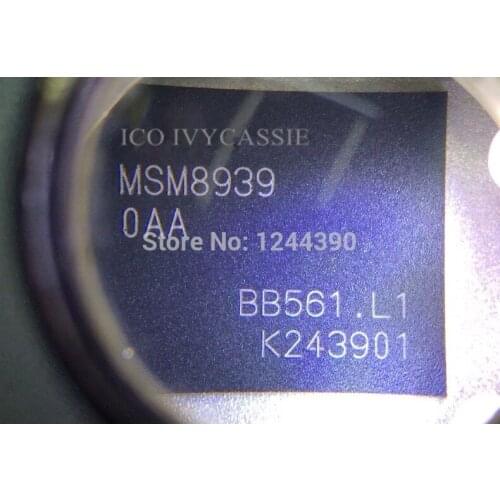 ICO IVYCASSIE
MSM8939
0AA
Store No: 1244390
BB561.L1
K243901